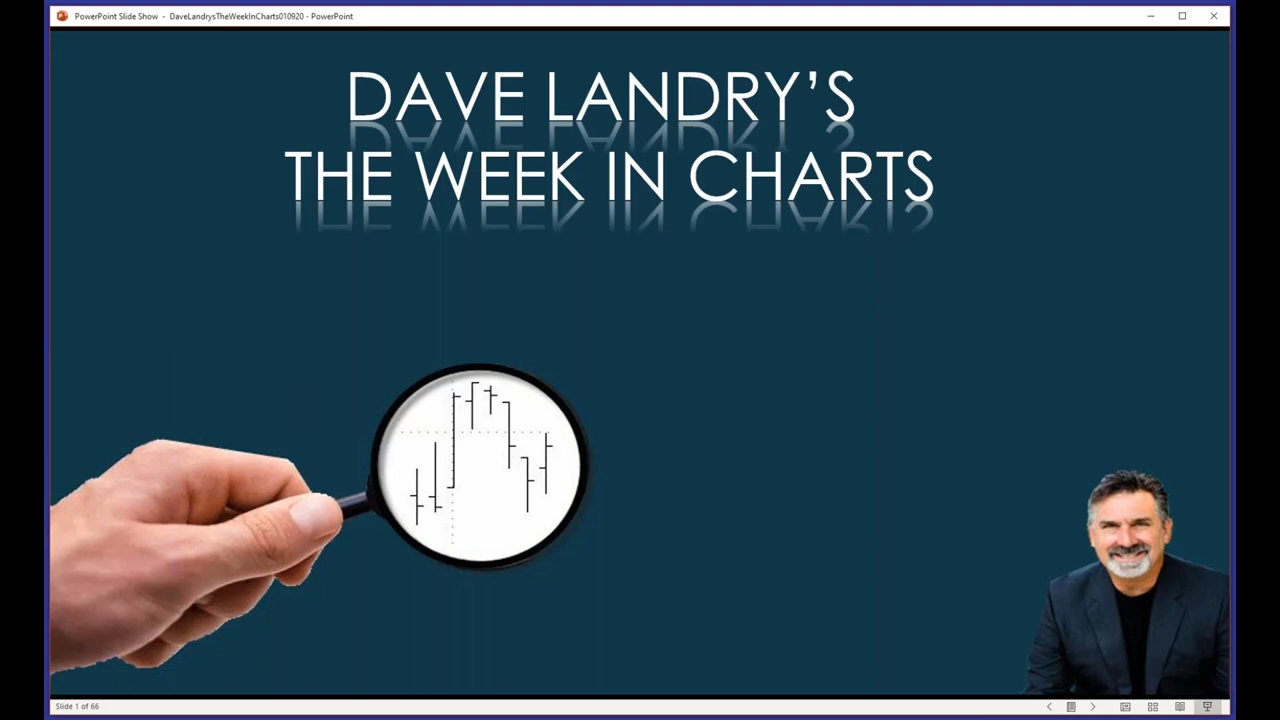 PowerPoint Slide Show - DaveLandrysTheWeekInCharts010920 - PowerPoint
DAVE LANDRY'S
THE WEEK IN CHARTS
Slide 1 of 66